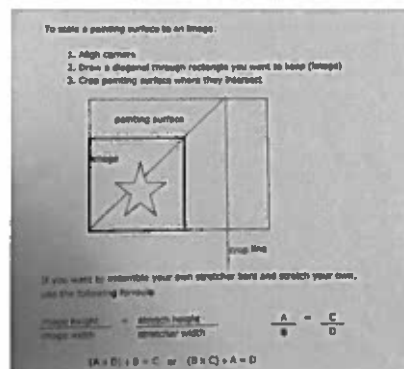 To scale a painting surface to an image:
1. Align corners
2. Draw a diagonal through rectangle you want to keep (image)
3. Crop painting surface where they intersect
painting surface
image
crop line
If you want to assemble your own stretcher bars and stretch your own,
use the following formula
image height = stretch height A = C
image width stretcher width B D
(A x D) ÷ B = C or (B x C) ÷ A = D